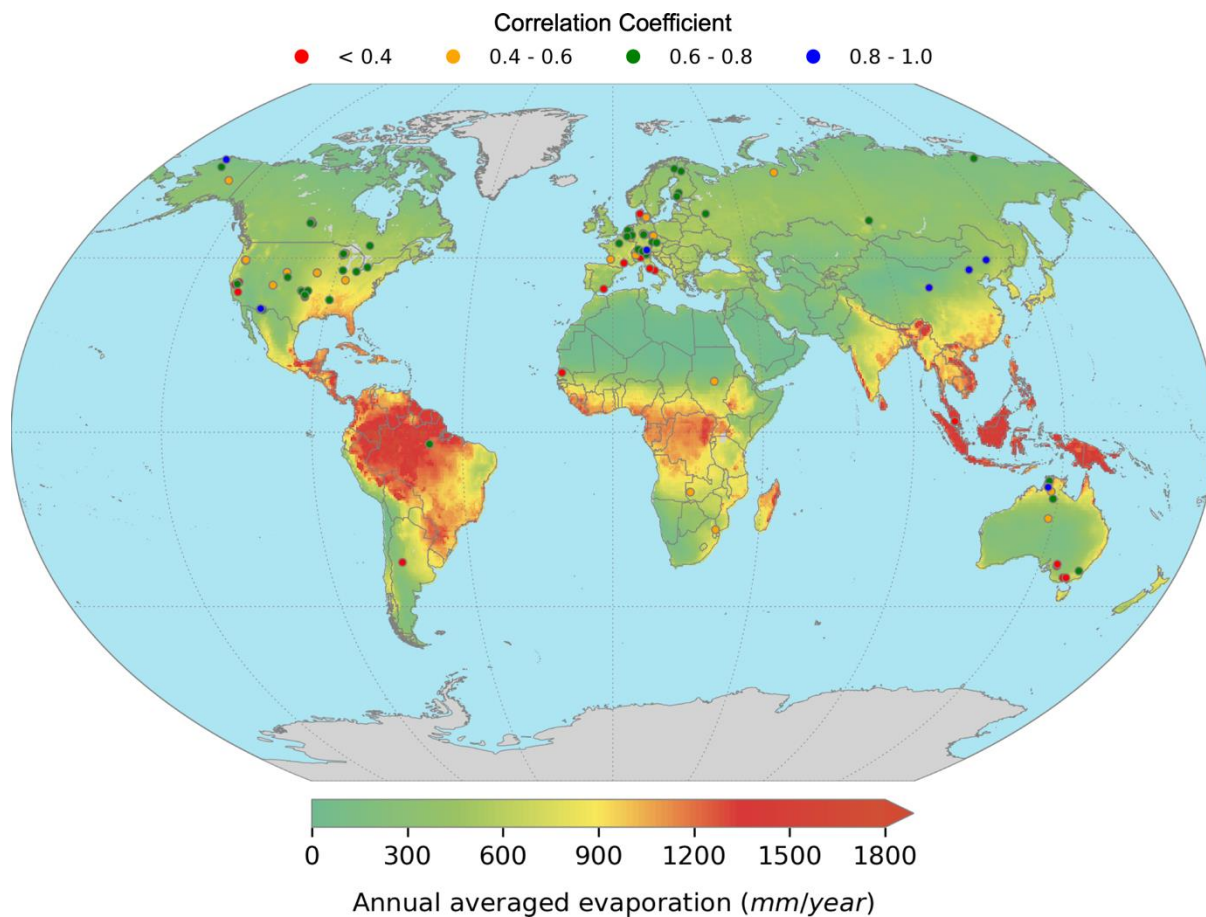 Correlation Coefficient
< 0.4 0.4 - 0.6 0.6 - 0.8 0.8 - 1.0
0 300 600 900 1200 1500 1800
Annual averaged evaporation (mm/year)